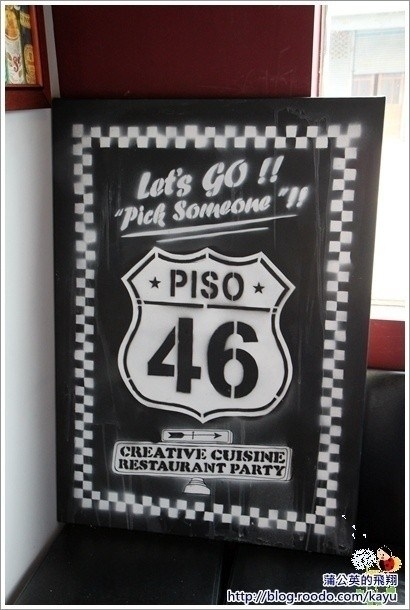 Let's GO !!
"Pick Someone"!!
PISO
46
CREATIVE CUISINE
RESTAURANT PARTY
蒲公英的飛翔
http://blog.roodo.com/kayu